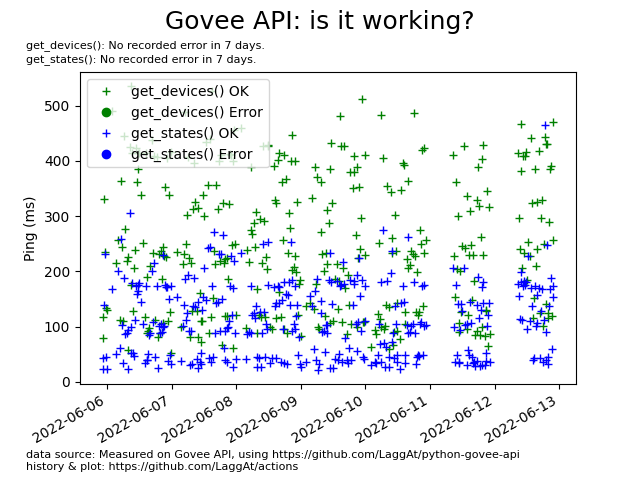 Govee API: is it working?
get_devices(): No recorded error in 7 days.
get_states(): No recorded error in 7 days.
get_devices() OK
get_devices() Error
get_states() OK
get_states() Error
500
400
300
200
100
0
Ping (ms)
2022-06-06
2022-06-07
2022-06-08
2022-06-09
2022-06-10
2022-06-11
2022-06-12
2022-06-13
data source: Measured on Govee API, using https://github.com/LaggAt/python-govee-api
history & plot: https://github.com/LaggAt/actions